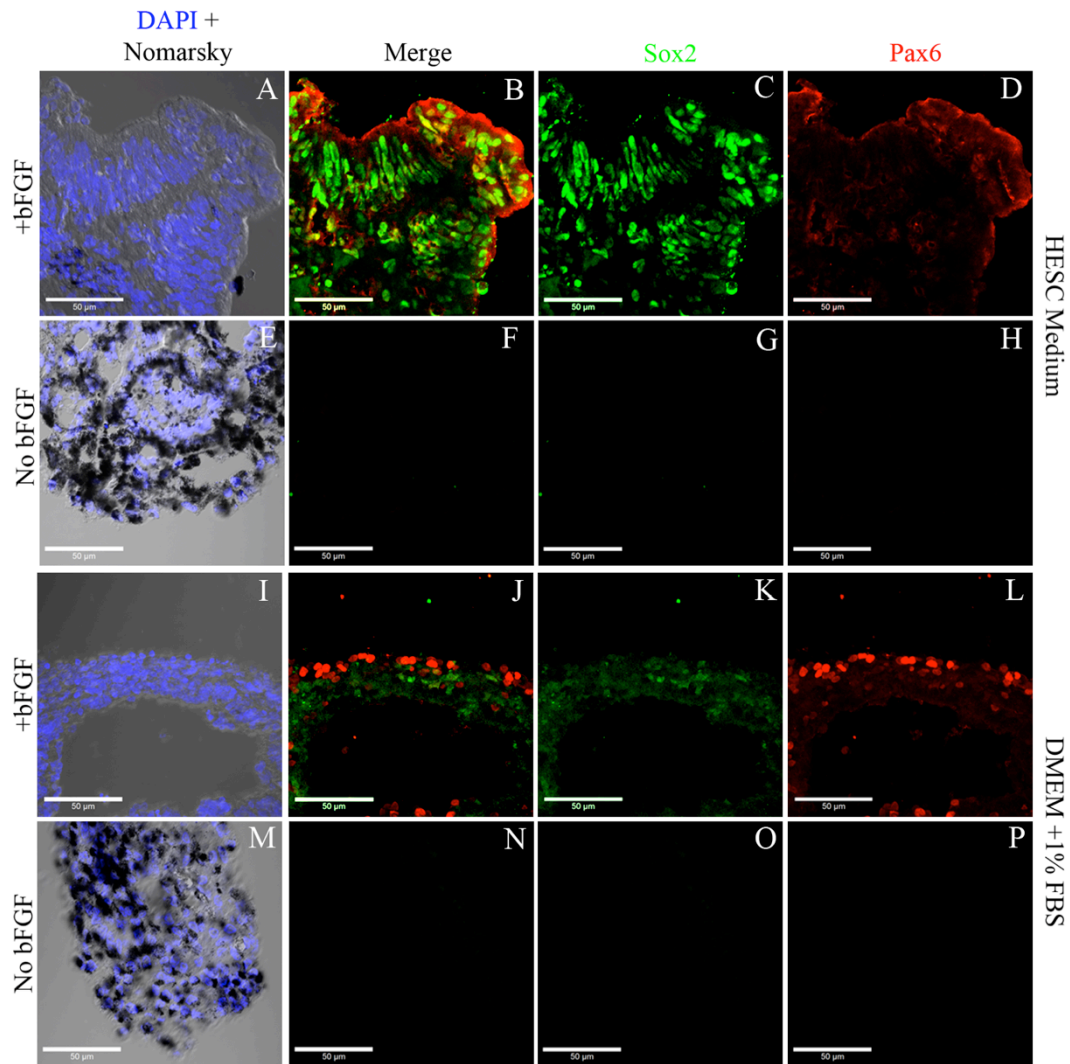 DAPI +
Nomarsky Merge Sox2 Pax6
A B C D
+bFGF
50 µm 50 µm 50 µm 50 µm
HESC Medium
E F G H
No bFGF
50 µm 50 µm 50 µm 50 µm
I J K L
+bFGF
50 µm 50 µm 50 µm 50 µm
DMEM +1% FBS
M N O P
No bFGF
50 µm 50 µm 50 µm 50 µm